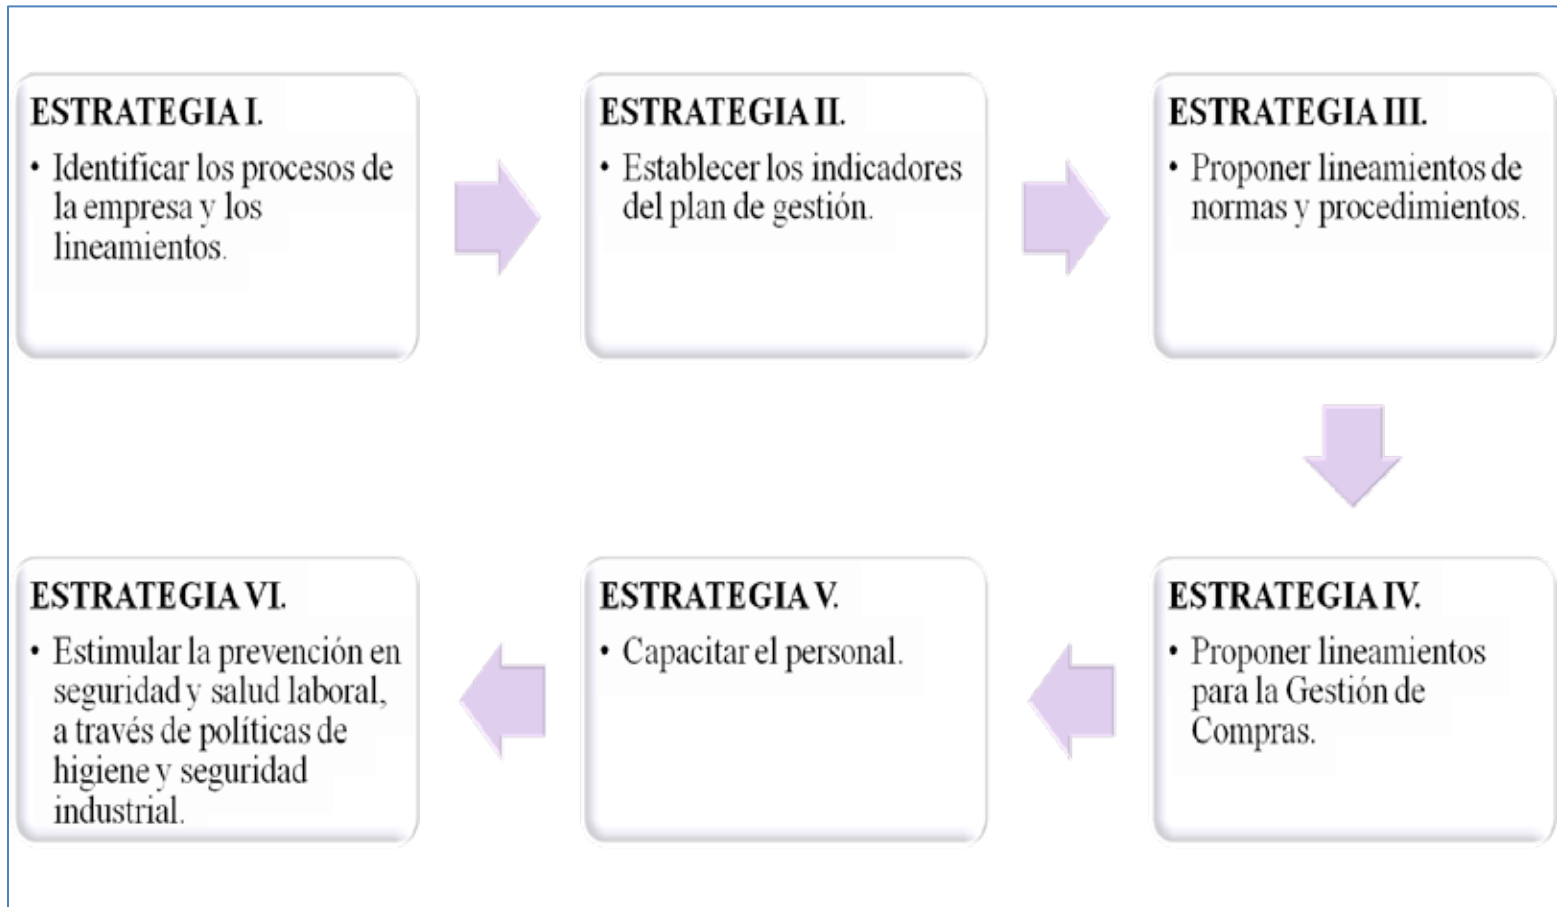 ESTRATEGIA I.
• Identificar los procesos de
la empresa y los
lineamientos.
ESTRATEGIA II.
• Establecer los indicadores
del plan de gestión.
ESTRATEGIA III.
• Proponer lineamientos de
normas y procedimientos.
ESTRATEGIA IV.
• Proponer lineamientos
para la Gestión de
Compras.
ESTRATEGIA V.
• Capacitar el personal.
ESTRATEGIA VI.
• Estimular la prevención en
seguridad y salud laboral,
a través de políticas de
higiene y seguridad
industrial.